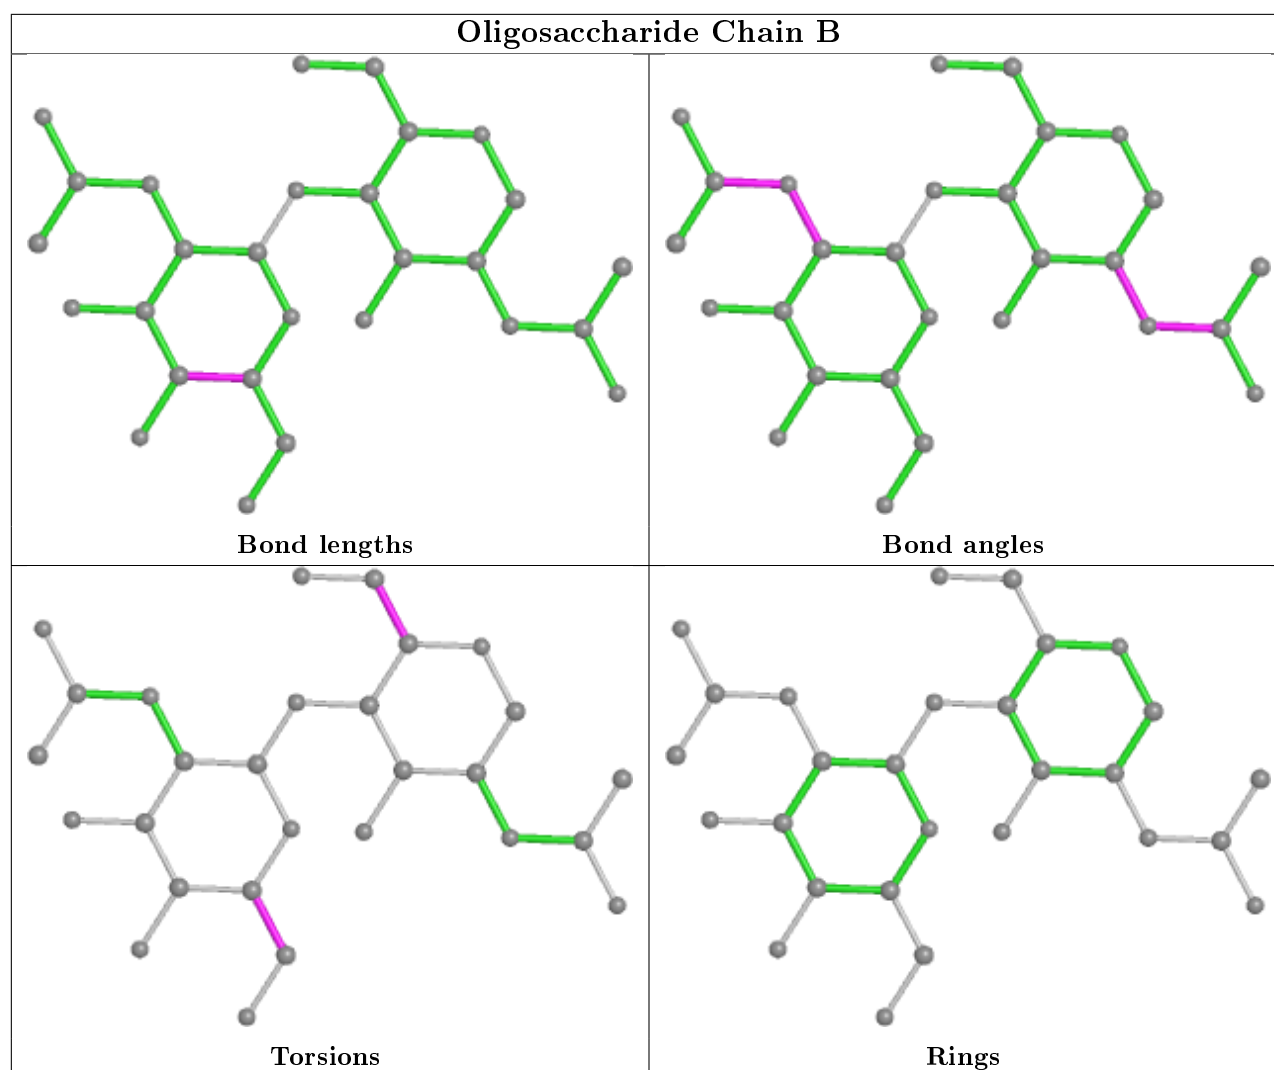 Oligosaccharide Chain B
Bond lengths
Bond angles
Torsions
Rings